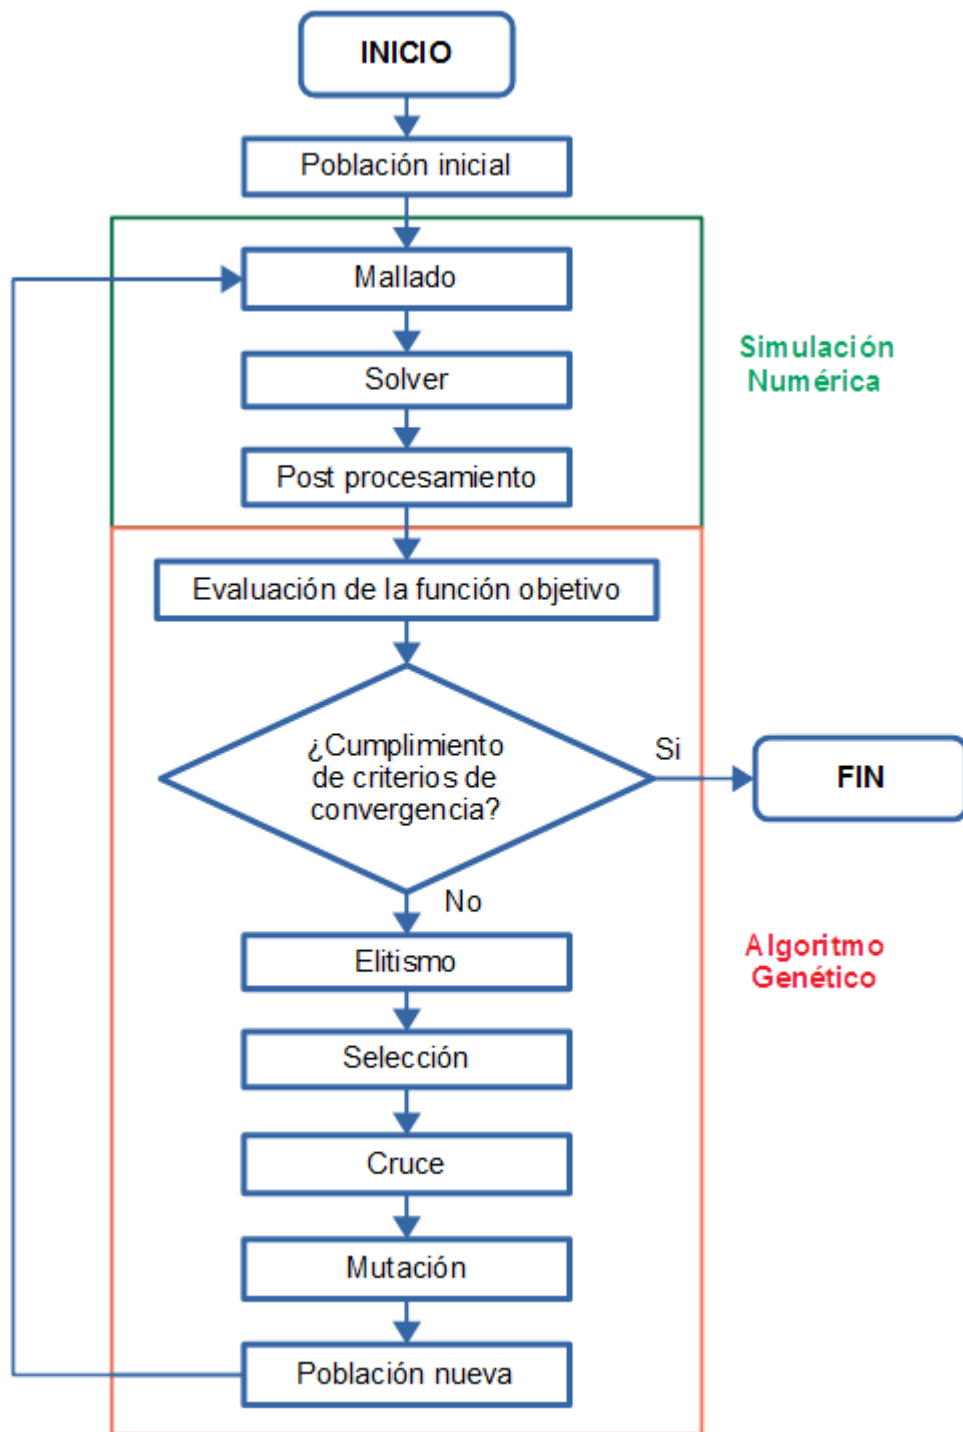 INICIO
Población inicial
Mallado
Simulación
Numérica
Solver
Post procesamiento
Evaluación de la función objetivo
¿Cumplimiento
de criterios de
convergencia?
Si
FIN
No
Elitismo
Algoritmo
Genético
Selección
Cruce
Mutación
Población nueva